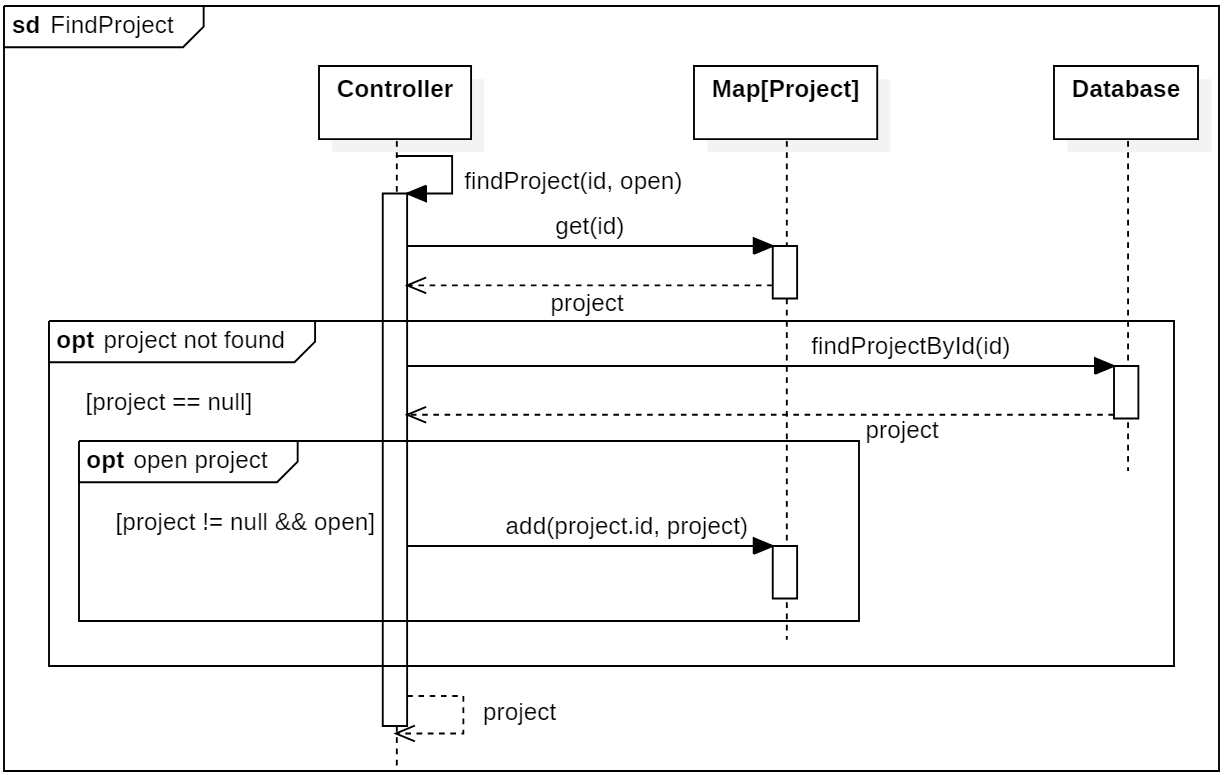 sd FindProject
Controller
Map[Project]
Database
findProject(id, open)
get(id)
project
opt project not found
findProjectById(id)
[project == null]
project
opt open project
[project != null && open]
add(project.id, project)
project